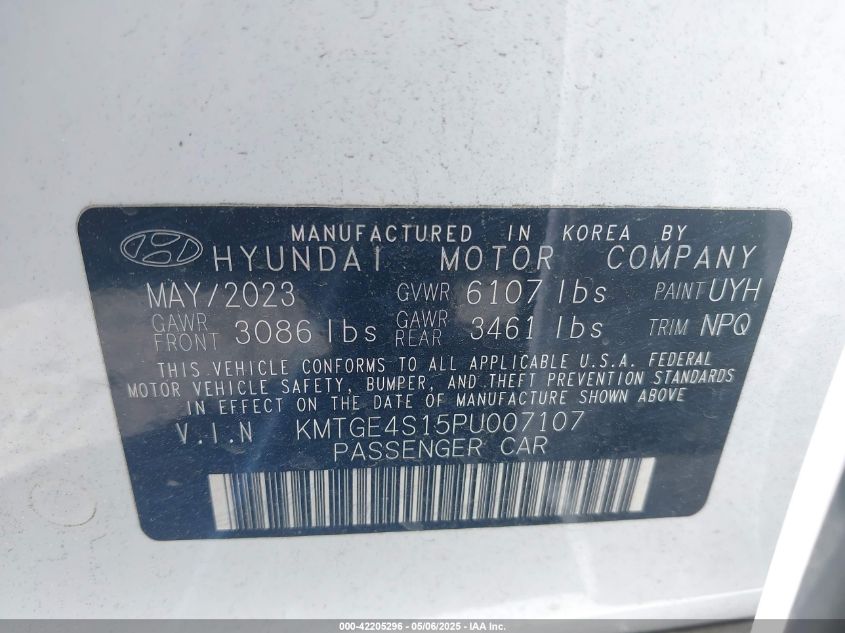 MANUFACTURED IN KOREA BY
HYUNDAI MOTOR COMPANY
MAY/2023 GVWR 6107 lbs PAINT UYH
GAWR FRONT 3086 lbs GAWR REAR 3461 lbs TRIM NPQ
THIS VEHICLE CONFORMS TO ALL APPLICABLE U.S.A. FEDERAL
MOTOR VEHICLE SAFETY, BUMPER, AND THEFT PREVENTION STANDARDS
IN EFFECT ON THE DATE OF MANUFACTURE SHOWN ABOVE
V.I.N KMTGE4S15PU007107
PASSENGER CAR
000-42205296 - 05/06/2025 - IAA Inc.